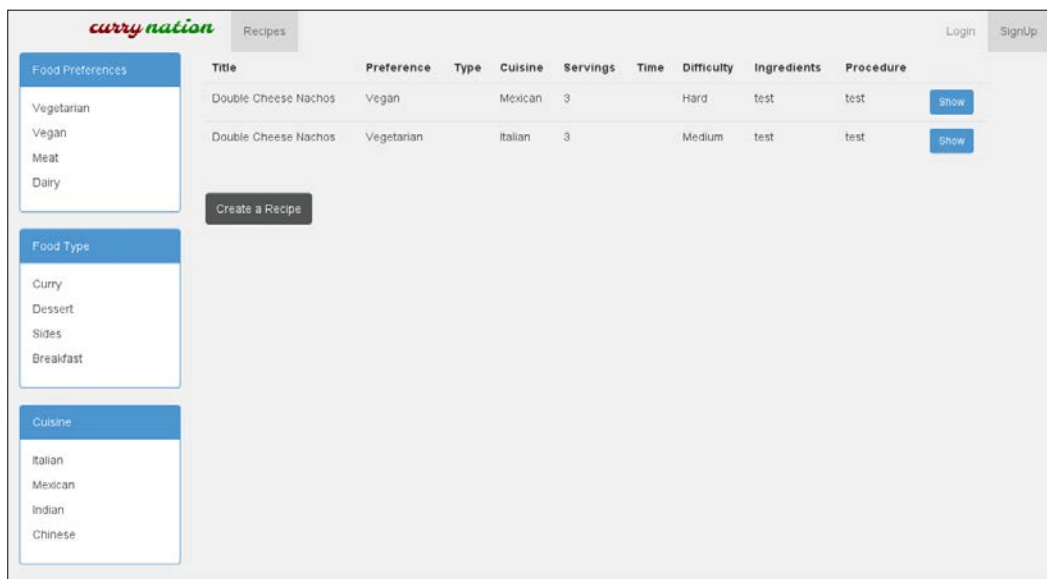 curry nation Recipes Login SignUp
Food Preferences
Vegetarian
Vegan
Meat
Dairy
Food Type
Curry
Dessert
Sides
Breakfast
Cuisine
Italian
Mexican
Indian
Chinese
Title Preference Type Cuisine Servings Time Difficulty Ingredients Procedure
Double Cheese Nachos Vegan Mexican 3 Hard test test Show
Double Cheese Nachos Vegetarian Italian 3 Medium test test Show
Create a Recipe